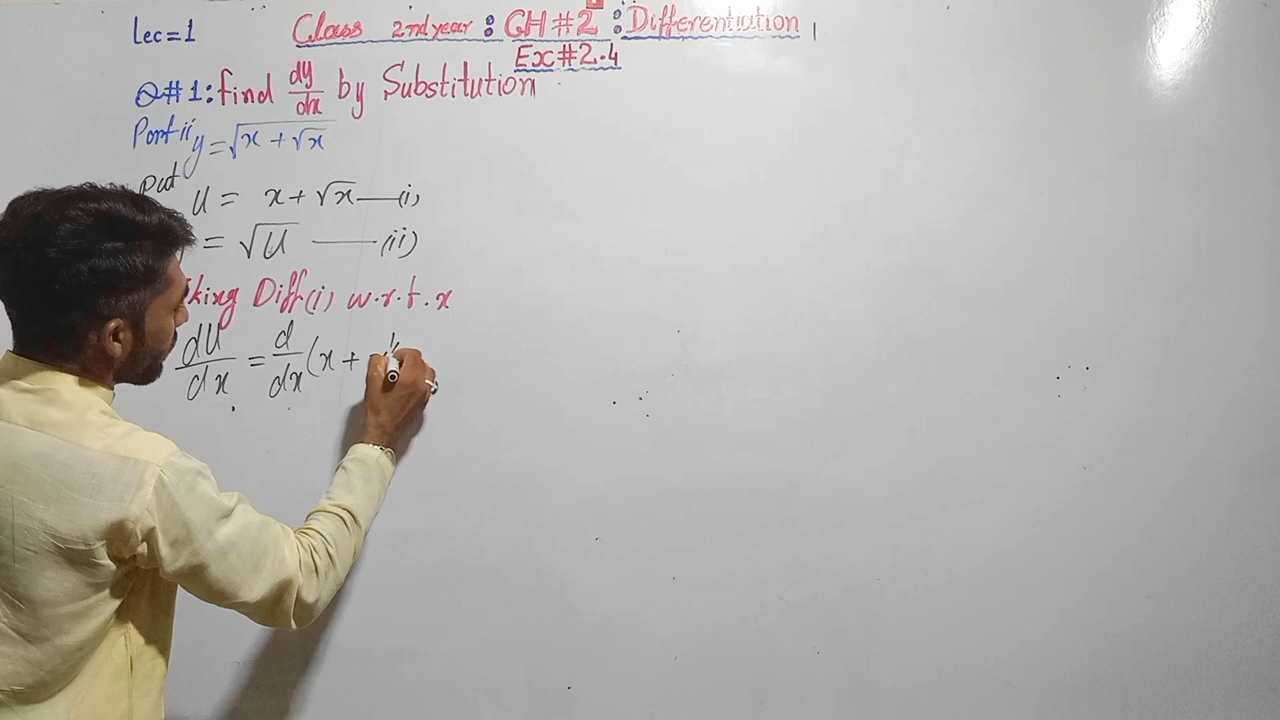 Lec=1
Class 2nd year : CH#2 : Differentiation
Ex#2.4
Q#1: Find dy/dx by Substitution
Part ii y = √(x + √x)
Put
U = x + √x —(i)
= √U —(ii)
king Diff(i) w.r.t. x
dU/dx = d/dx (x +